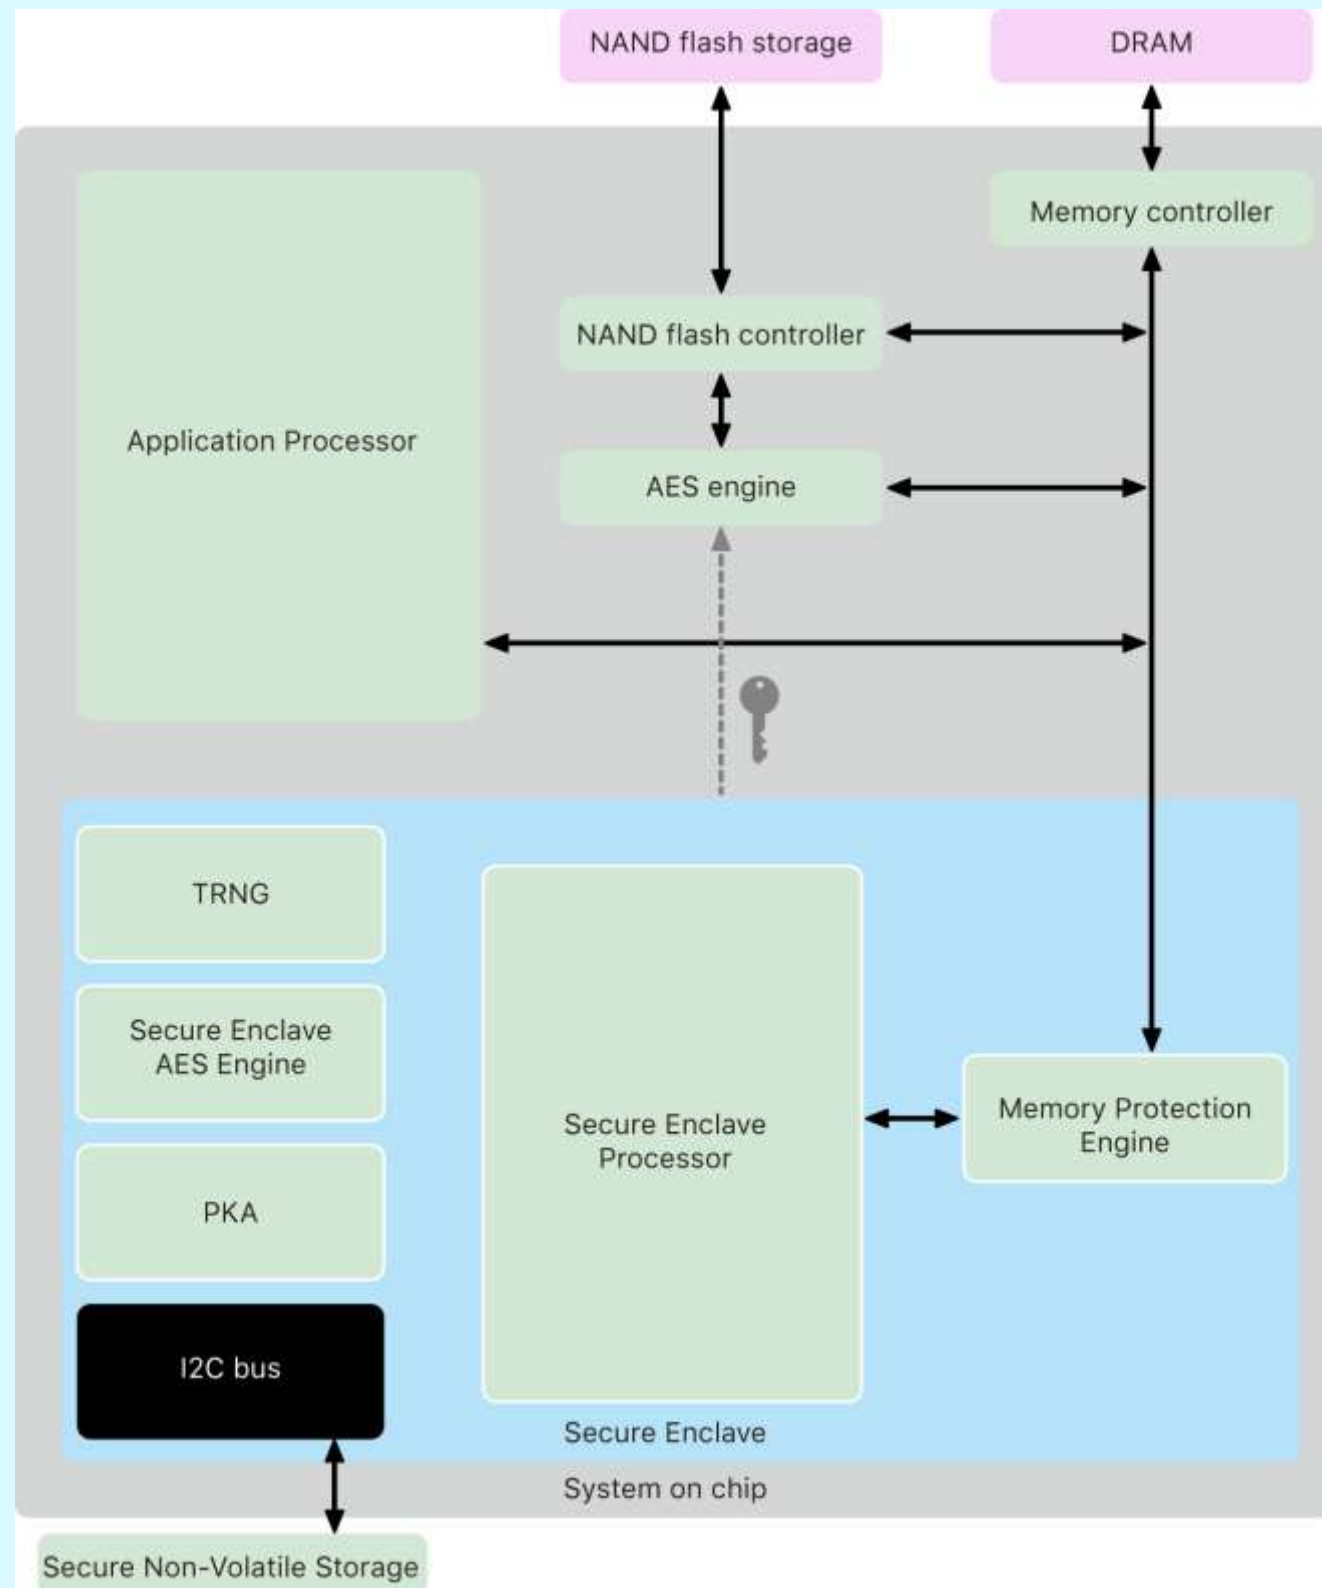 NAND flash storage
DRAM
Memory controller
NAND flash controller
Application Processor
AES engine
TRNG
Secure Enclave
AES Engine
Secure Enclave
Processor
Memory Protection
Engine
PKA
I2C bus
Secure Enclave
System on chip
Secure Non-Volatile Storage